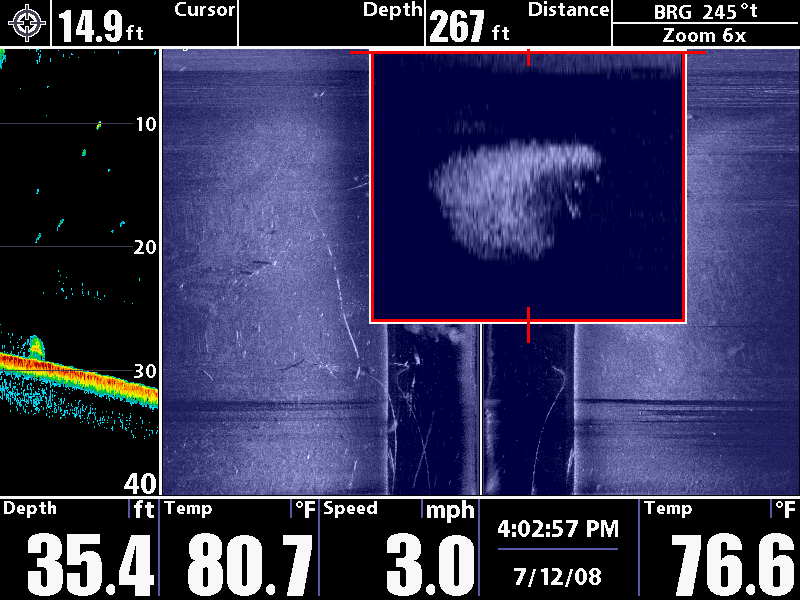 Cursor
14.9 ft
Depth
Distance
267 ft
BRG 245°t
Zoom 6x
10
20
30
40
Depth ft
35.4
Temp °F
80.7
Speed mph
3.0
4:02:57 PM
7/12/08
Temp °F
76.6